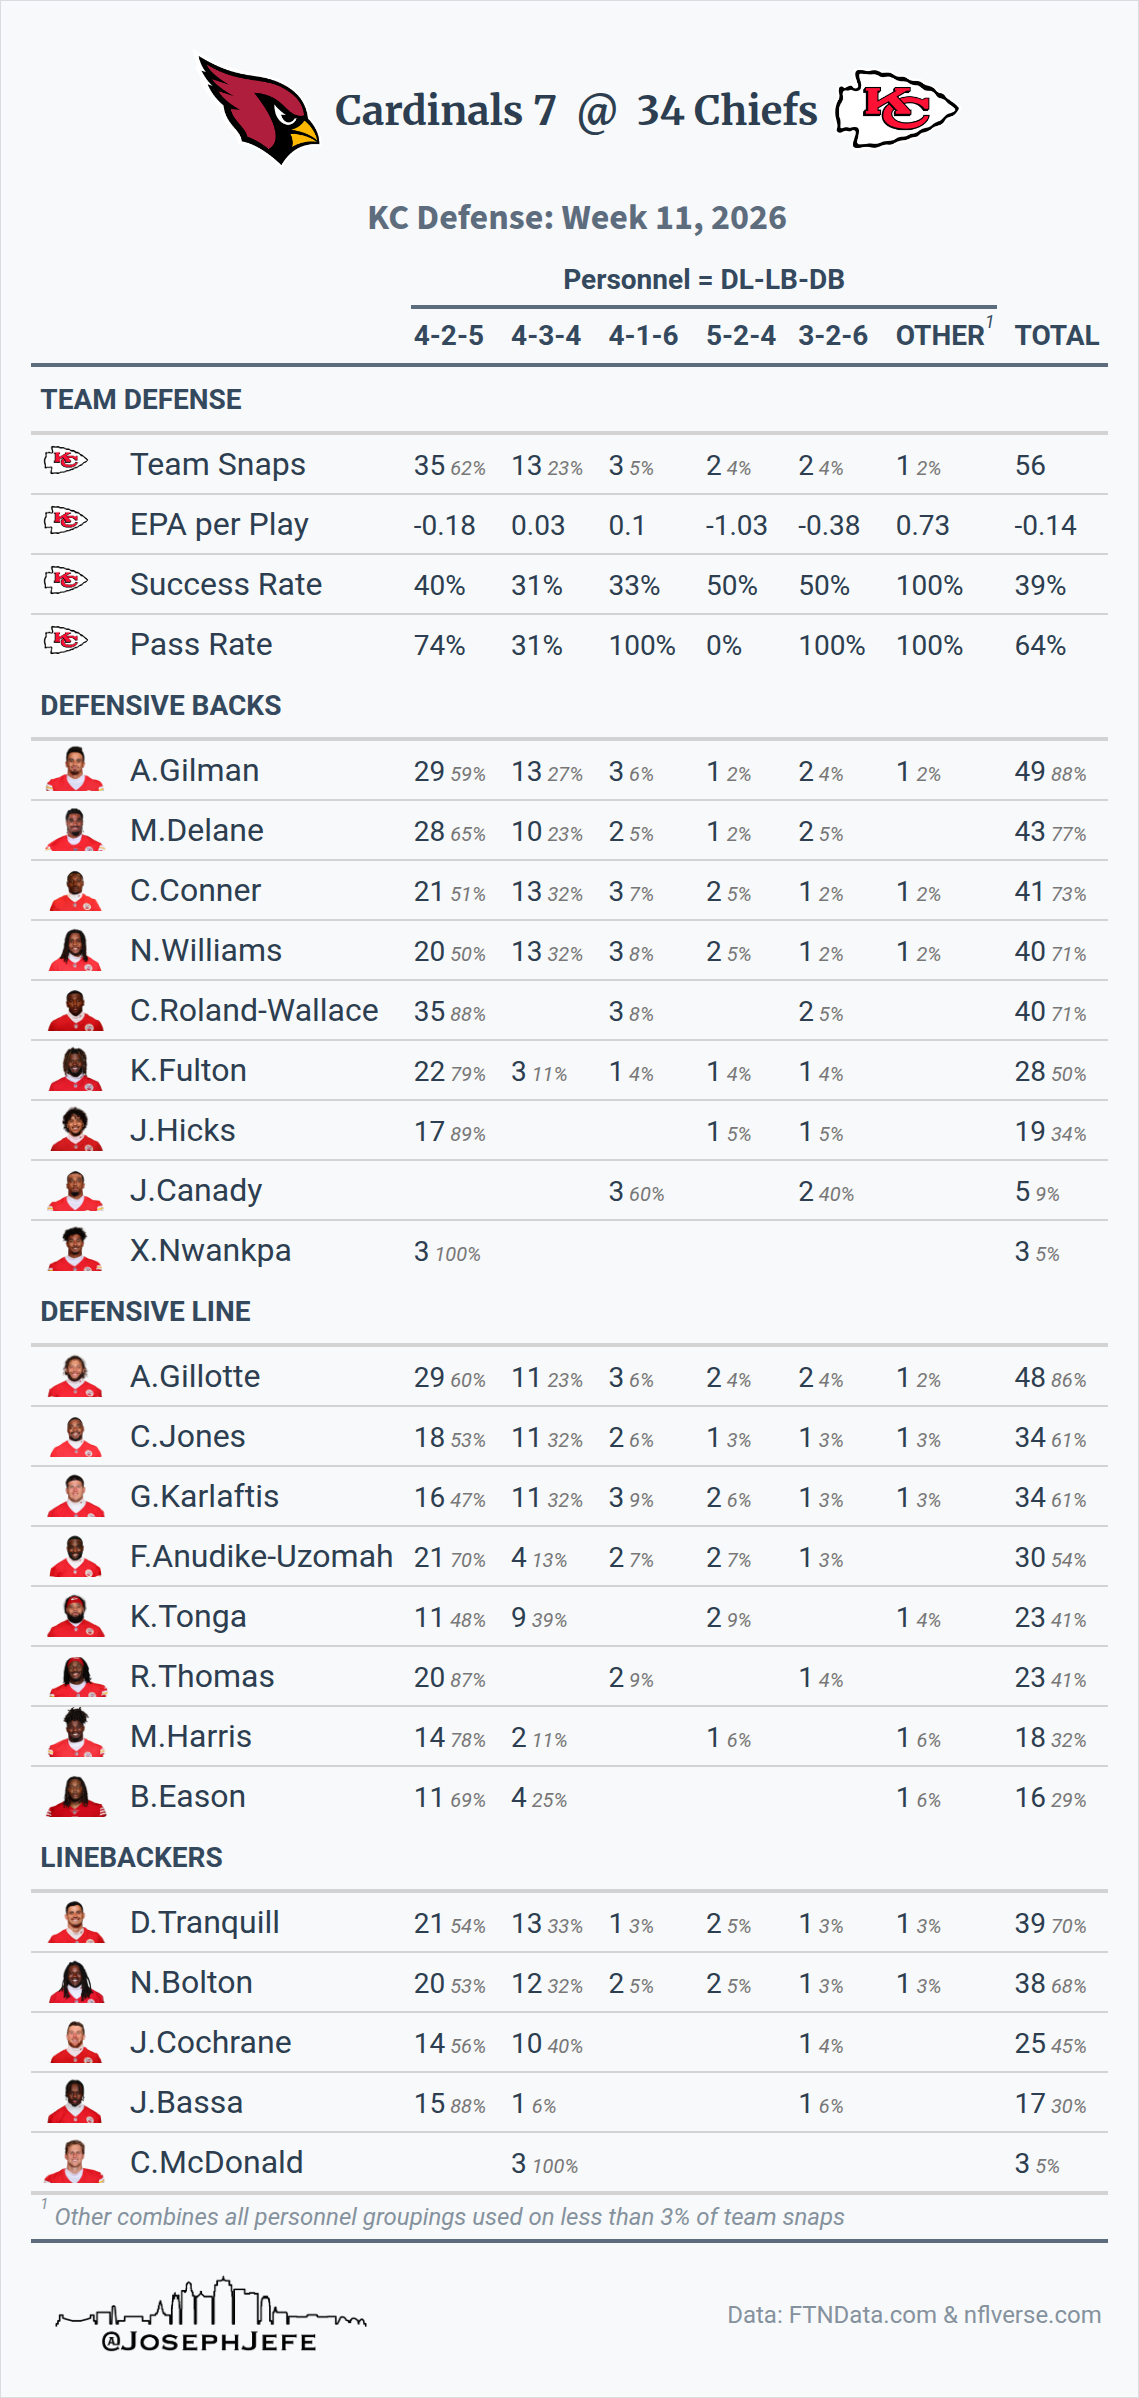 Cardinals 7 @ 34 Chiefs
KC Defense: Week 11, 2026
Personnel = DL-LB-DB
4-2-5 4-3-4 4-1-6 5-2-4 3-2-6 OTHER1 TOTAL
TEAM DEFENSE
Team Snaps 35 62% 13 23% 3 5% 2 4% 2 4% 1 2% 56
EPA per Play -0.18 0.03 0.1 -1.03 -0.38 0.73 -0.14
Success Rate 40% 31% 33% 50% 50% 100% 39%
Pass Rate 74% 31% 100% 0% 100% 100% 64%
DEFENSIVE BACKS
A.Gilman 29 59% 13 27% 3 6% 1 2% 2 4% 1 2% 49 88%
M.Delane 28 65% 10 23% 2 5% 1 2% 2 5% 43 77%
C.Conner 21 51% 13 32% 3 7% 2 5% 1 2% 1 2% 41 73%
N.Williams 20 50% 13 32% 3 8% 2 5% 1 2% 1 2% 40 71%
C.Roland-Wallace 35 88% 3 8% 2 5% 40 71%
K.Fulton 22 79% 3 11% 1 4% 1 4% 1 4% 28 50%
J.Hicks 17 89% 1 5% 1 5% 19 34%
J.Canady 3 60% 2 40% 5 9%
X.Nwankpa 3 100% 3 5%
DEFENSIVE LINE
A.Gillotte 29 60% 11 23% 3 6% 2 4% 2 4% 1 2% 48 86%
C.Jones 18 53% 11 32% 2 6% 1 3% 1 3% 1 3% 34 61%
G.Karlaftis 16 47% 11 32% 3 9% 2 6% 1 3% 1 3% 34 61%
F.Anudike-Uzomah 21 70% 4 13% 2 7% 2 7% 1 3% 30 54%
K.Tonga 11 48% 9 39% 2 9% 1 4% 23 41%
R.Thomas 20 87% 2 9% 1 4% 23 41%
M.Harris 14 78% 2 11% 1 6% 1 6% 18 32%
B.Eason 11 69% 4 25% 1 6% 16 29%
LINEBACKERS
D.Tranquill 21 54% 13 33% 1 3% 2 5% 1 3% 1 3% 39 70%
N.Bolton 20 53% 12 32% 2 5% 2 5% 1 3% 1 3% 38 68%
J.Cochrane 14 56% 10 40% 1 4% 25 45%
J.Bassa 15 88% 1 6% 1 6% 17 30%
C.McDonald 3 100% 3 5%
1 Other combines all personnel groupings used on less than 3% of team snaps
@JOSEPHJEFE
Data: FTNData.com & nflverse.com